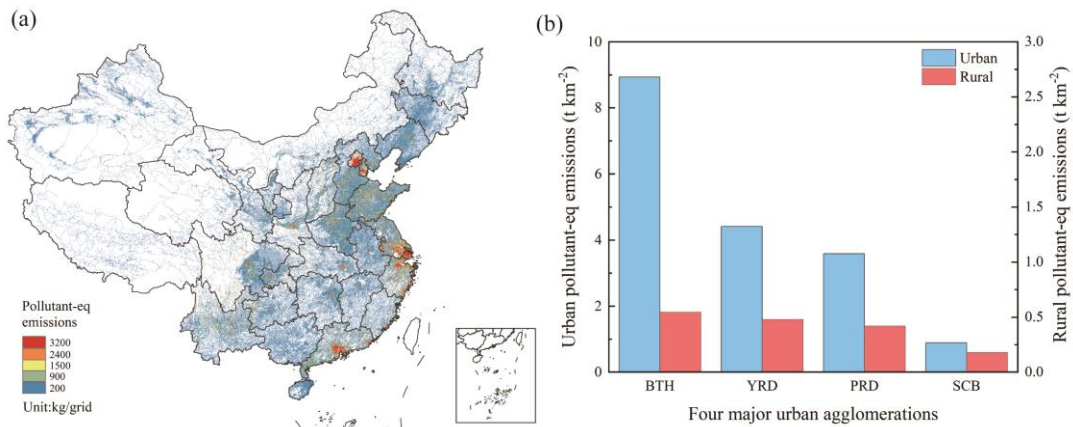 (a)
Pollutant-eq
emissions
3200
2400
1500
900
200
Unit:kg/grid
(b)
Urban pollutant-eq emissions (t km-2)
10
8
6
4
2
0
Urban
Rural
3.0
2.5
2.0
1.5
1.0
0.5
0.0
Rural pollutant-eq emissions (t km-2)
BTH YRD PRD SCB
Four major urban agglomerations